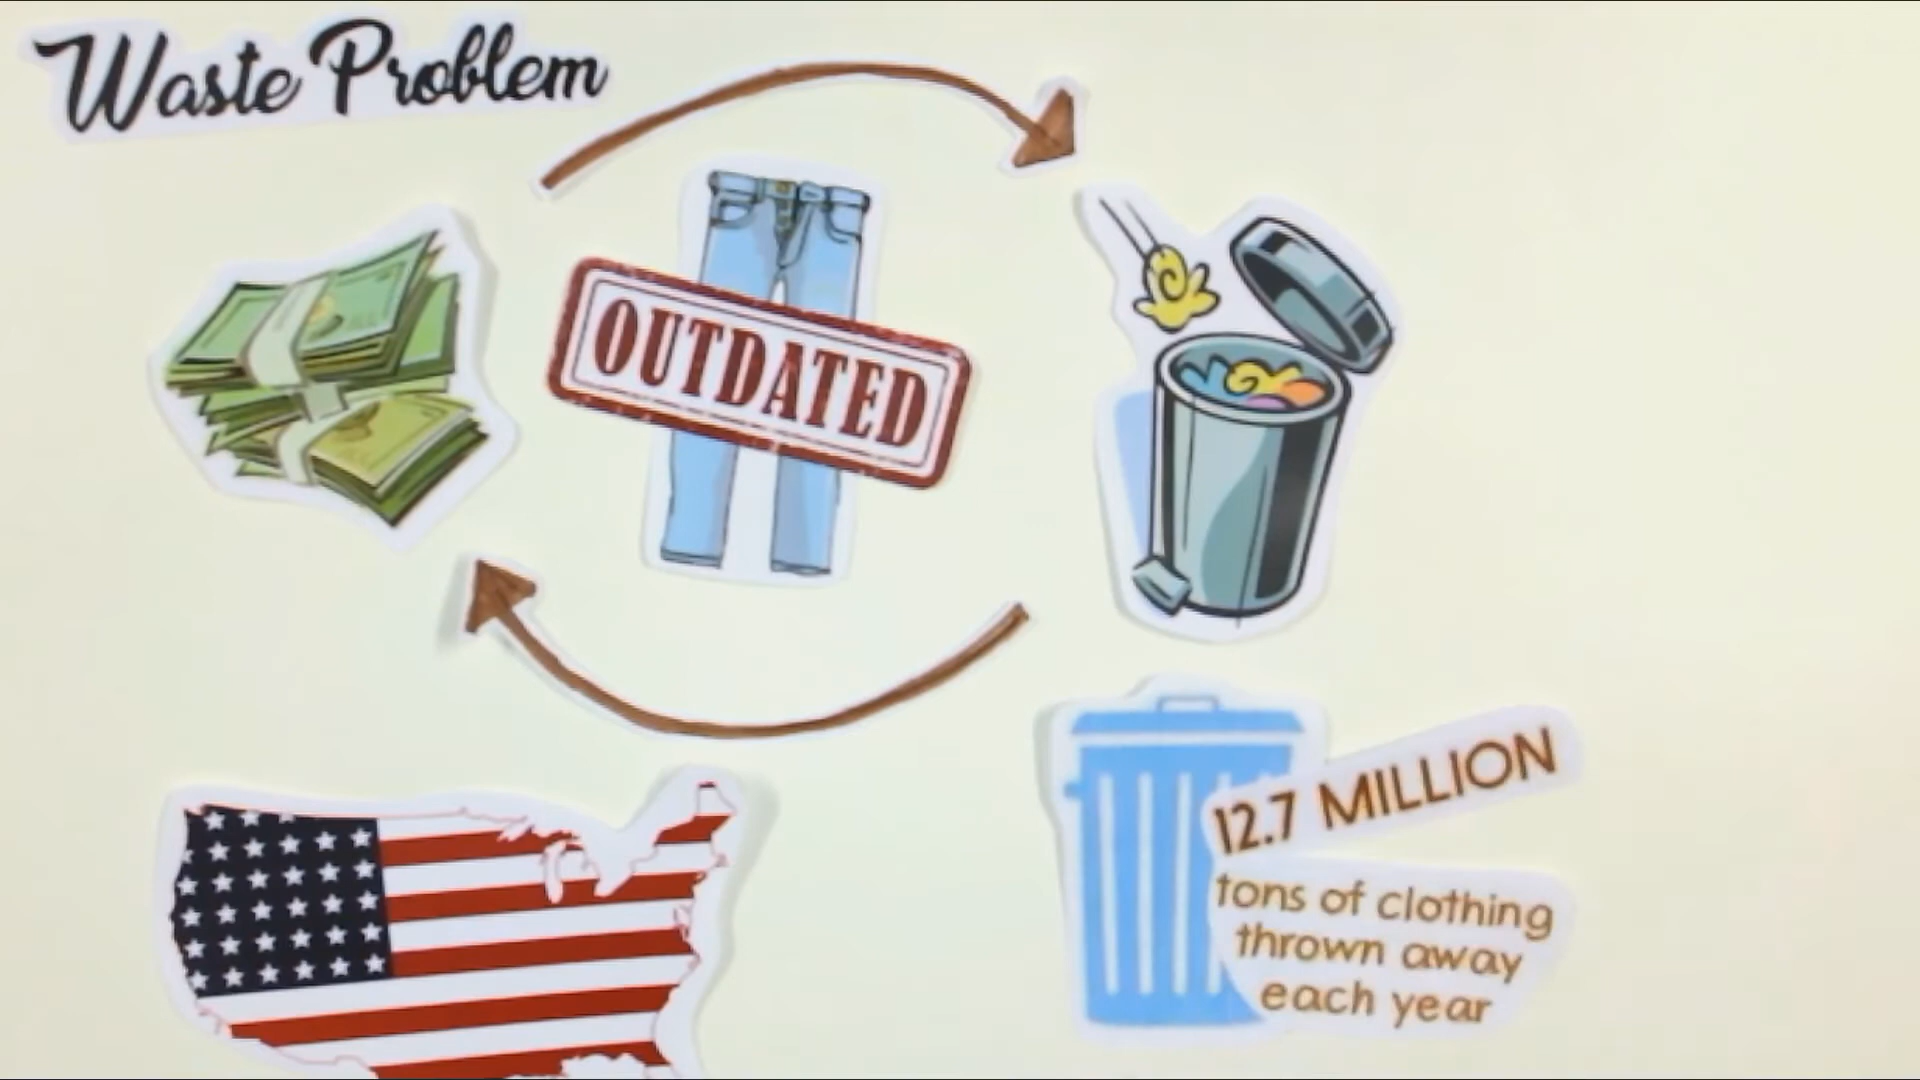 Waste Problem
OUTDATED
12.7 MILLION
tons of clothing
thrown away
each year